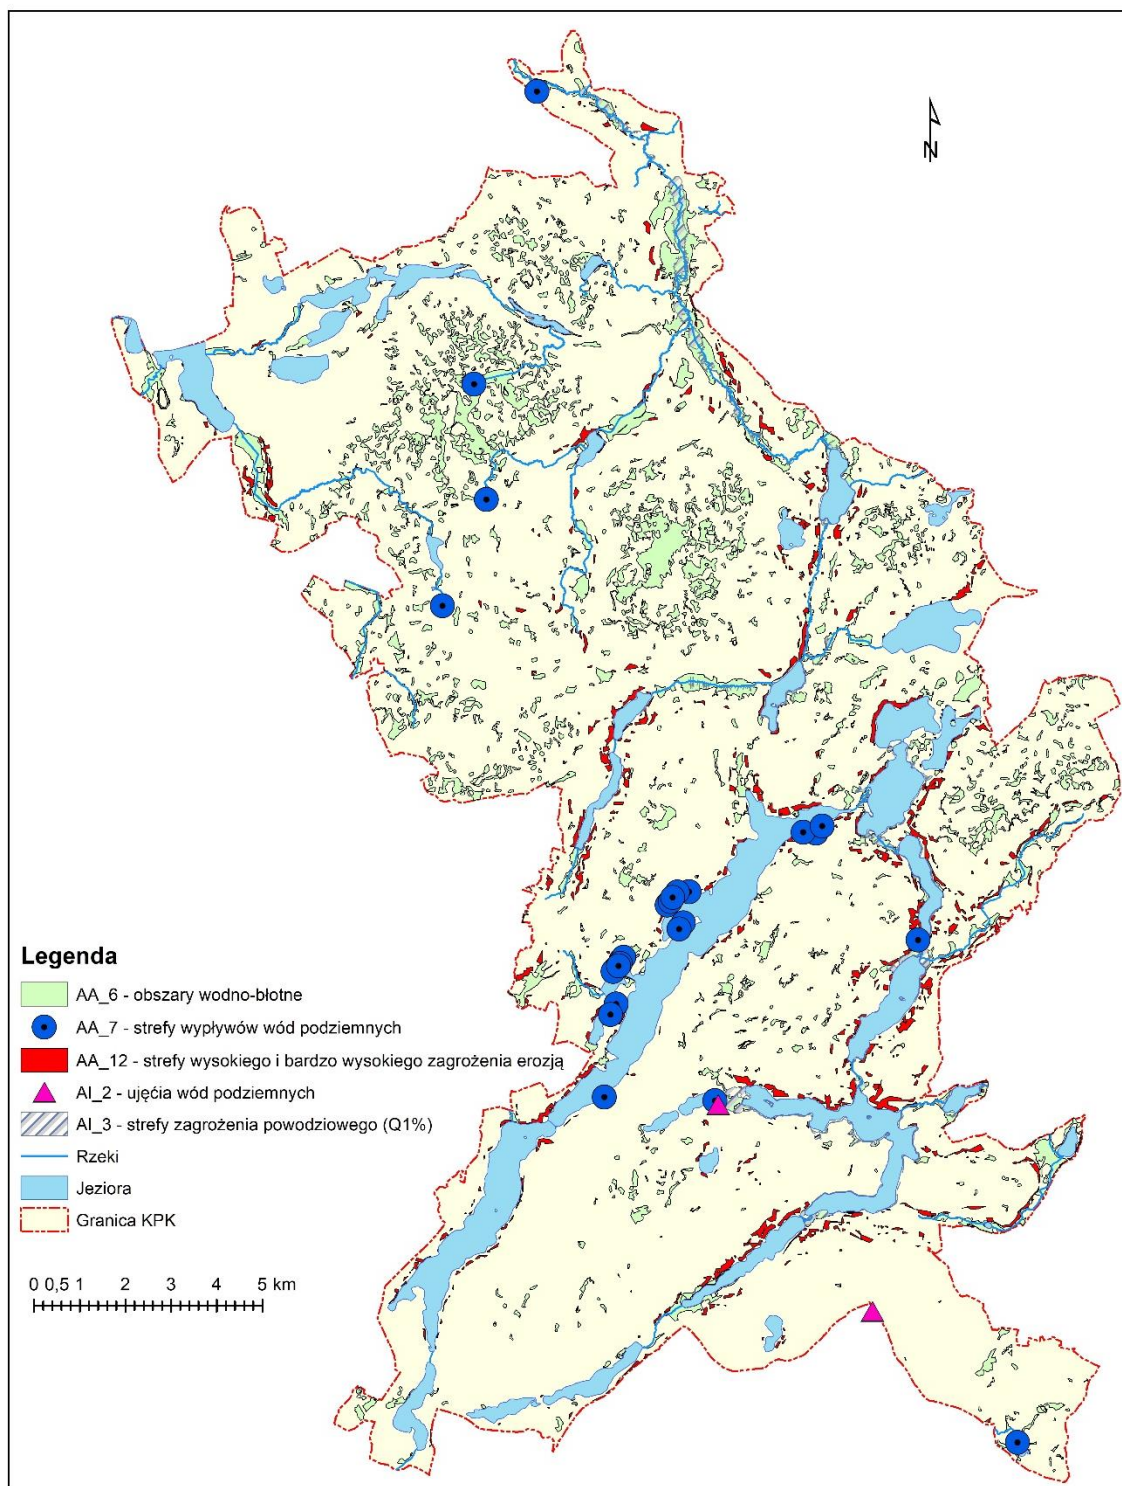 N
Legenda
AA_6 - obszary wodno-błotne
AA_7 - strefy wypływów wód podziemnych
AA_12 - strefy wysokiego i bardzo wysokiego zagrożenia erozją
AI_2 - ujęćia wód podziemnych
AI_3 - strefy zagrożenia powodziowego (Q1%)
Rzeki
Jeziora
Granica KPK
0 0,5 1 2 3 4 5 km